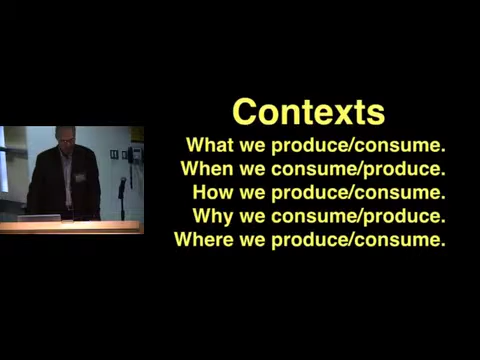 Contexts
What we produce/consume.
When we consume/produce.
How we produce/consume.
Why we consume/produce.
Where we produce/consume.